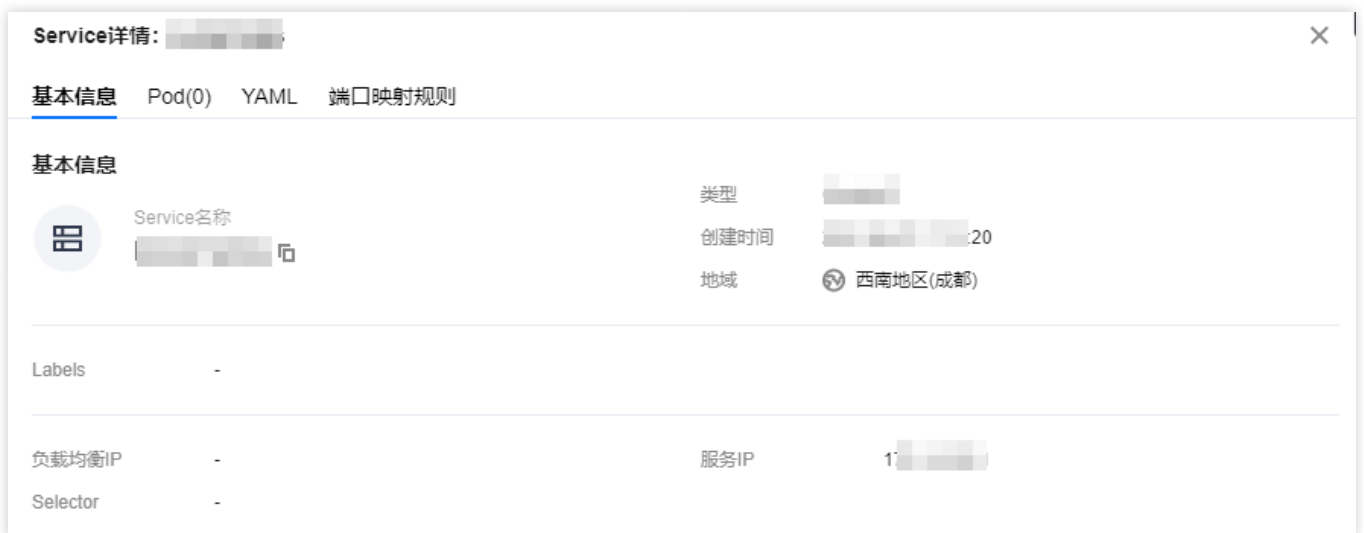 Service详情：
基本信息 Pod(0) YAML 端口映射规则
基本信息
Service名称
类型
创建时间 :20
地域 西南地区(成都)
Labels -
负载均衡IP -
服务IP 1
Selector -